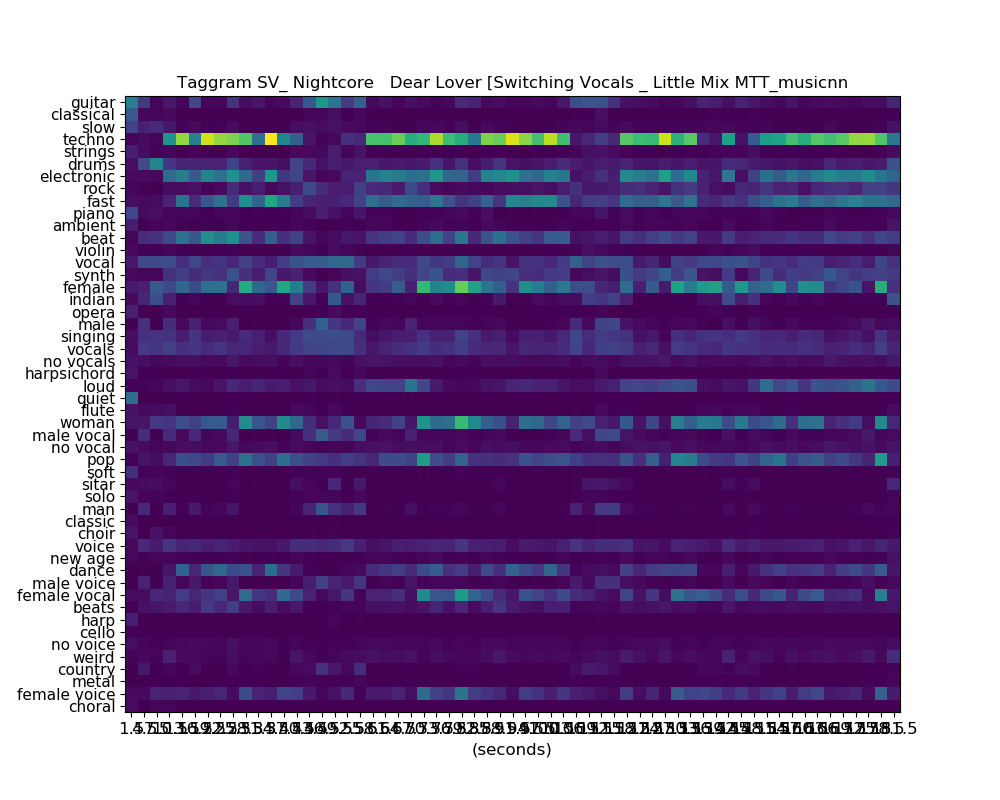 Taggram SV_ Nightcore   Dear Lover [Switching Vocals _ Little Mix MTT_musicnn
guitar
classical
slow
techno
strings
drums
electronic
rock
fast
piano
ambient
beat
violin
vocal
synth
female
indian
opera
male
singing
vocals
no vocals
harpsichord
loud
quiet
flute
woman
male vocal
no vocal
pop
soft
sitar
solo
man
classic
choir
voice
new age
dance
male voice
female vocal
beats
harp
cello
no voice
weird
country
metal
female voice
choral
(seconds)